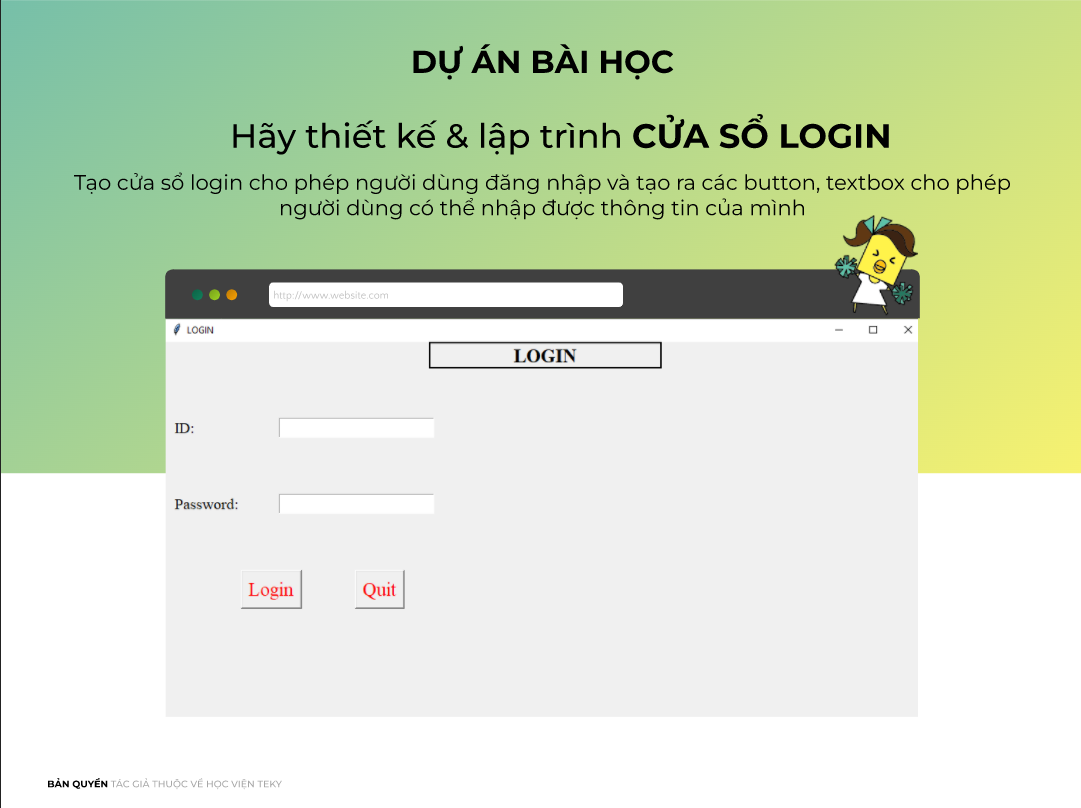 DỰ ÁN BÀI HỌC
Hãy thiết kế & lập trình CỬA SỔ LOGIN
Tạo cửa sổ login cho phép người dùng đăng nhập và tạo ra các button, textbox cho phép
người dùng có thể nhập được thông tin của mình
http://www.website.com
LOGIN
LOGIN
ID:
Password:
Login Quit
BẢN QUYỀN TÁC GIẢ THUỘC VỀ HỌC VIỆN TEKY